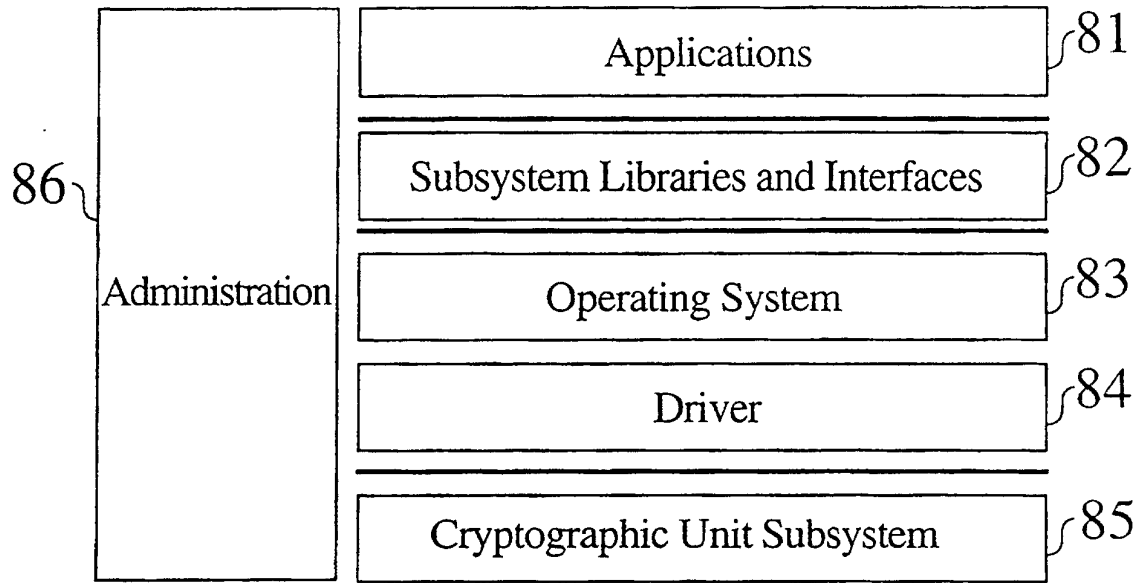 Applications 81
Subsystem Libraries and Interfaces 82
86
Administration
Operating System 83
Driver 84
Cryptographic Unit Subsystem 85